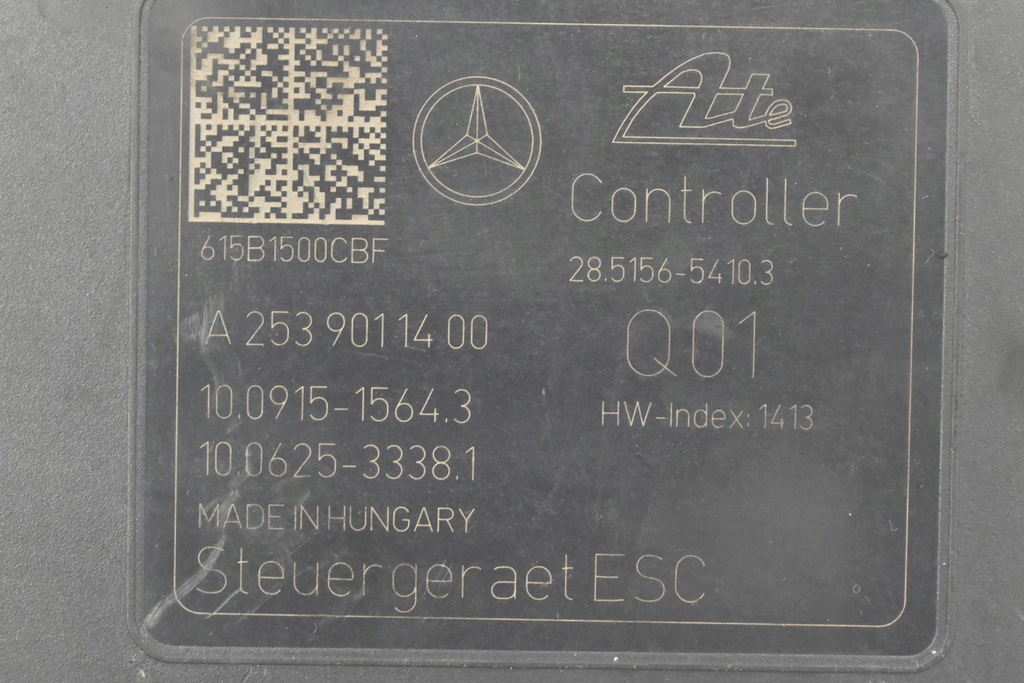 Ate
Controller
615B1500CBF
28.5156-5410.3
A 253 901 14 00
Q01
10.0915-1564.3
HW-Index: 1413
10.0625-3338.1
MADE IN HUNGARY
Steuergeraet ESC